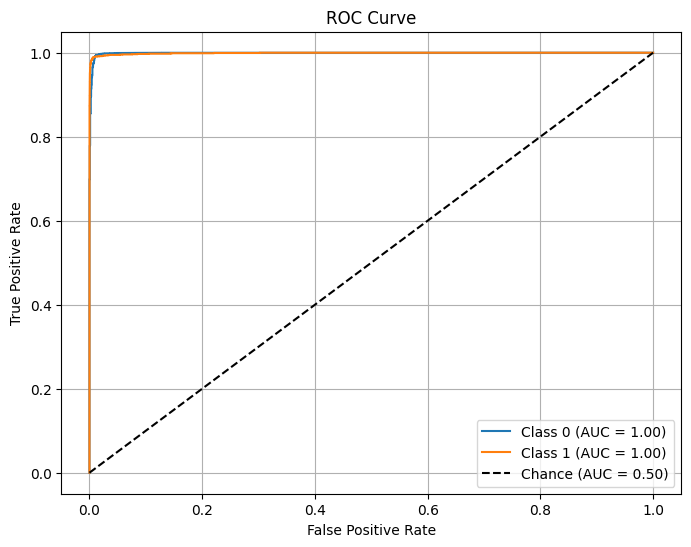 ROC Curve
True Positive Rate
1.0
0.8
0.6
0.4
0.2
0.0
Class 0 (AUC = 1.00)
Class 1 (AUC = 1.00)
Chance (AUC = 0.50)
0.0 0.2 0.4 0.6 0.8 1.0
False Positive Rate